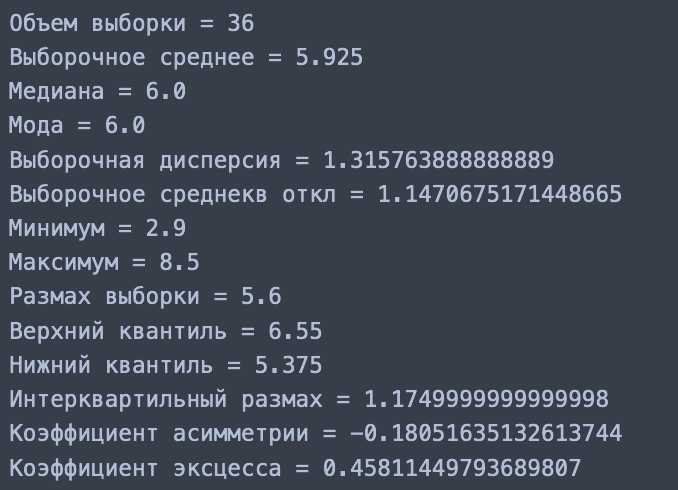 Объем выборки = 36
Выборочное среднее = 5.925
Медиана = 6.0
Мода = 6.0
Выборочная дисперсия = 1.315763888888889
Выборочное среднекв откл = 1.1470675171448665
Минимум = 2.9
Максимум = 8.5
Размах выборки = 5.6
Верхний квантиль = 6.55
Нижний квантиль = 5.375
Интерквартильный размах = 1.1749999999999998
Коэффициент асимметрии = -0.18051635132613744
Коэффициент эксцесса = 0.45811449793689807